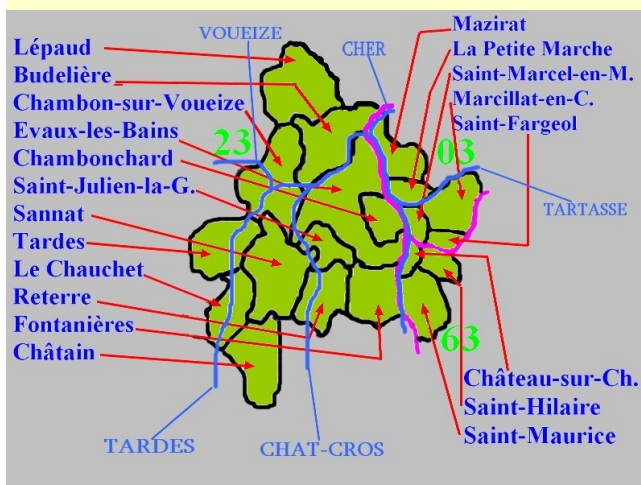 Lépaud
Budelière
Chambon-sur-Voueize
Evaux-les-Bains
Chambonchard
Saint-Julien-la-G.
Sannat
Tardes
Le Chauchet
Reterre
Fontanières
Châtain
VOUEIZE
CHER
23
03
63
TARDES
CHAT-CROS
Mazirat
La Petite Marche
Saint-Marcel-en-M.
Marcillat-en-C.
Saint-Fargeol
TARTASSE
Château-sur-Ch.
Saint-Hilaire
Saint-Maurice